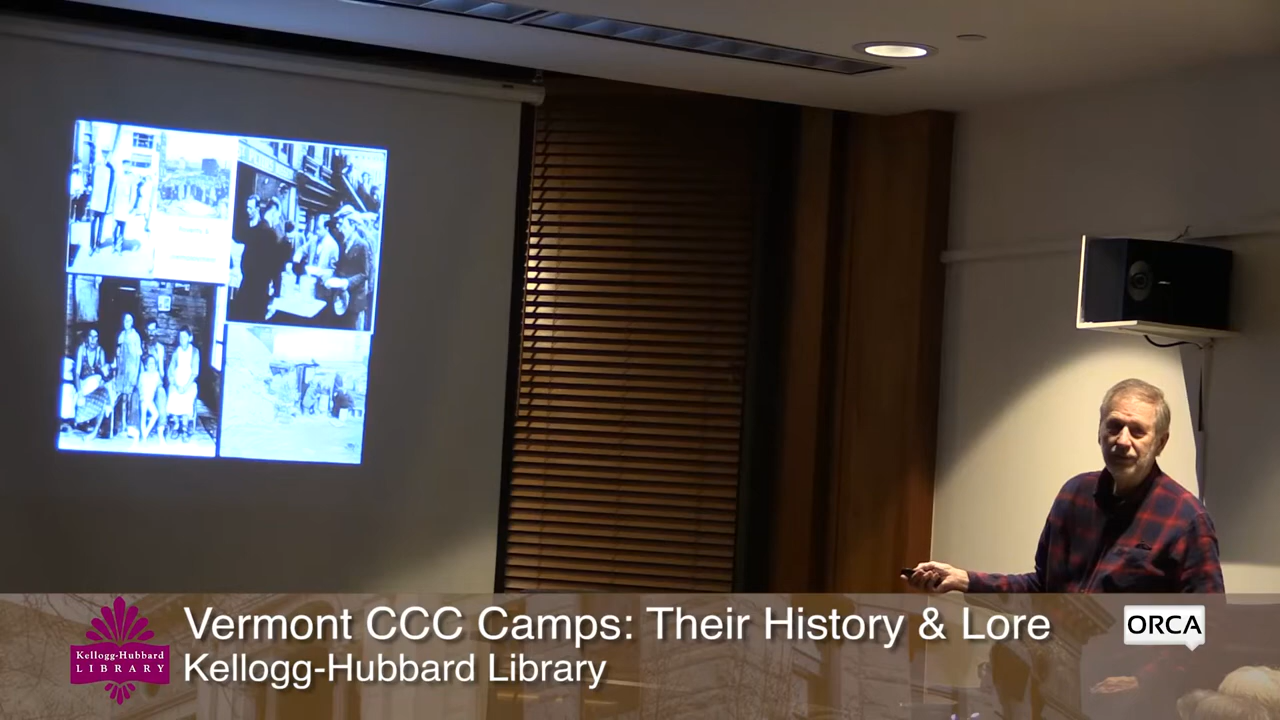 Vermont CCC Camps: Their History & Lore
Kellogg-Hubbard Library
Kellogg-Hubbard
LIBRARY
ORCA